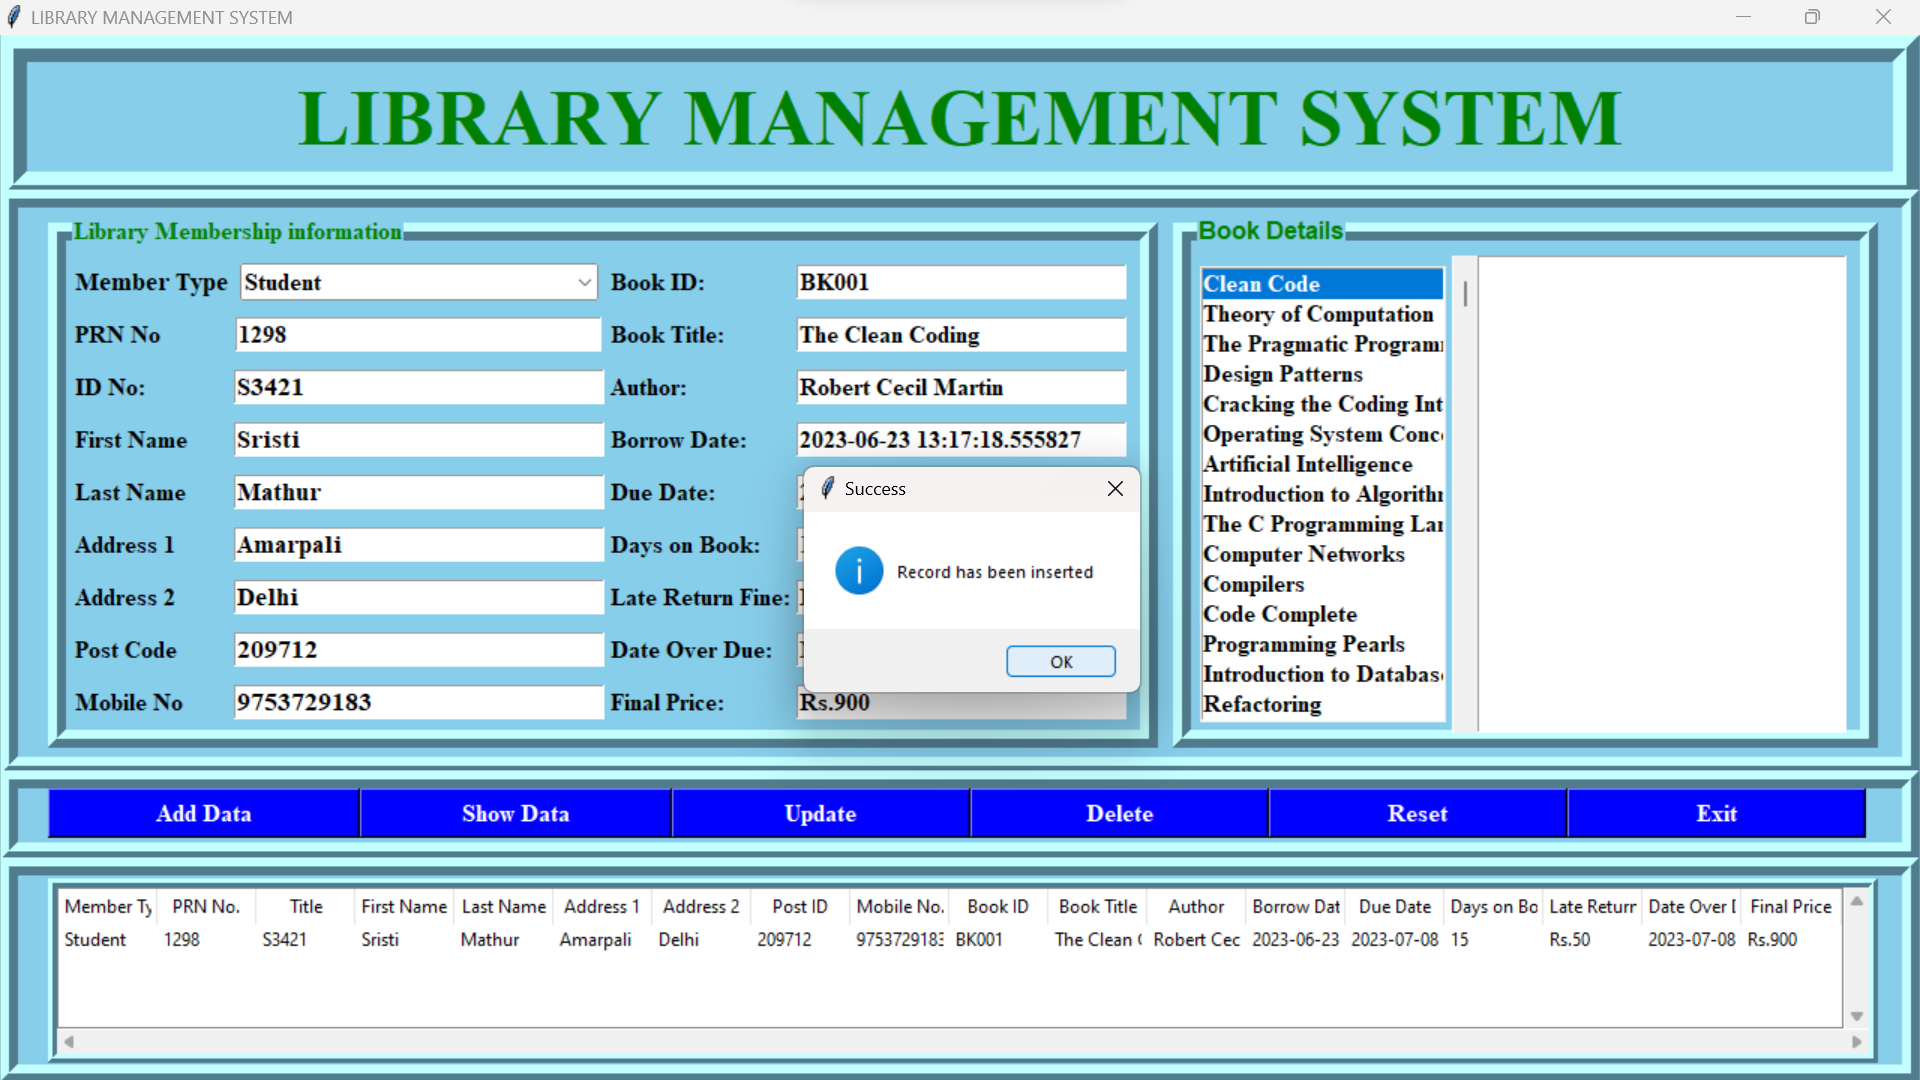 LIBRARY MANAGEMENT SYSTEM
LIBRARY MANAGEMENT SYSTEM
Library Membership information
Member Type Student Book ID: BK001
PRN No 1298 Book Title: The Clean Coding
ID No: S3421 Author: Robert Cecil Martin
First Name Sristi Borrow Date: 2023-06-23 13:17:18.555827
Last Name Mathur Due Date:
Address 1 Amarpali Days on Book:
Address 2 Delhi Late Return Fine:
Post Code 209712 Date Over Due:
Mobile No 9753729183 Final Price: Rs.900
Success
Record has been inserted
OK
Book Details
Clean Code
Theory of Computation
The Pragmatic Program
Design Patterns
Cracking the Coding Int
Operating System Conc
Artificial Intelligence
Introduction to Algorith
The C Programming Lan
Computer Networks
Compilers
Code Complete
Programming Pearls
Introduction to Databas
Refactoring
Add Data Show Data Update Delete Reset Exit
Member Ty PRN No. Title First Name Last Name Address 1 Address 2 Post ID Mobile No. Book ID Book Title Author Borrow Dat Due Date Days on Bo Late Return Date Over D Final Price
Student 1298 S3421 Sristi Mathur Amarpali Delhi 209712 9753729183 BK001 The Clean C Robert Cec 2023-06-23 2023-07-08 15 Rs.50 2023-07-08 Rs.900